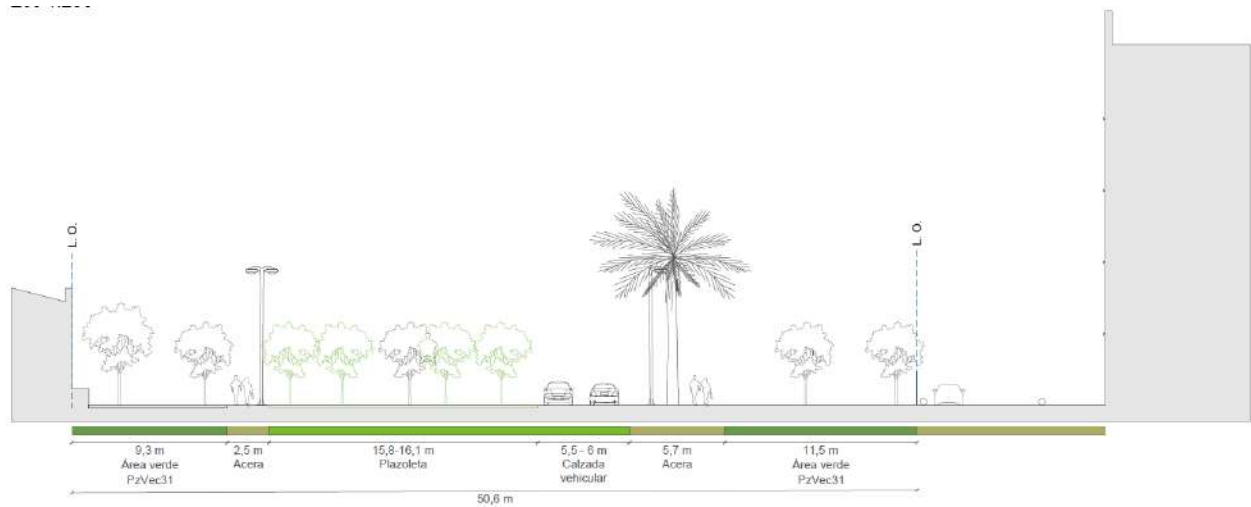 L. O.
L. O.
9,3 m
Área verde
PzVec31
2,5 m
Acera
15,8-16,1 m
Plazoleta
5,5 - 6 m
Calzada
vehicular
5,7 m
Acera
11,5 m
Área verde
PzVec31
50,6 m